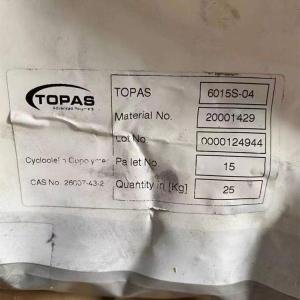 TOPAS
Advanced Polymers
TOPAS 6015S-04
Material No. 20001429
Lot No. 0000124944
Cycloolefin Copolymer
Pallet No 15
CAS No. 26007-43-2
Quantity in [Kg] 25